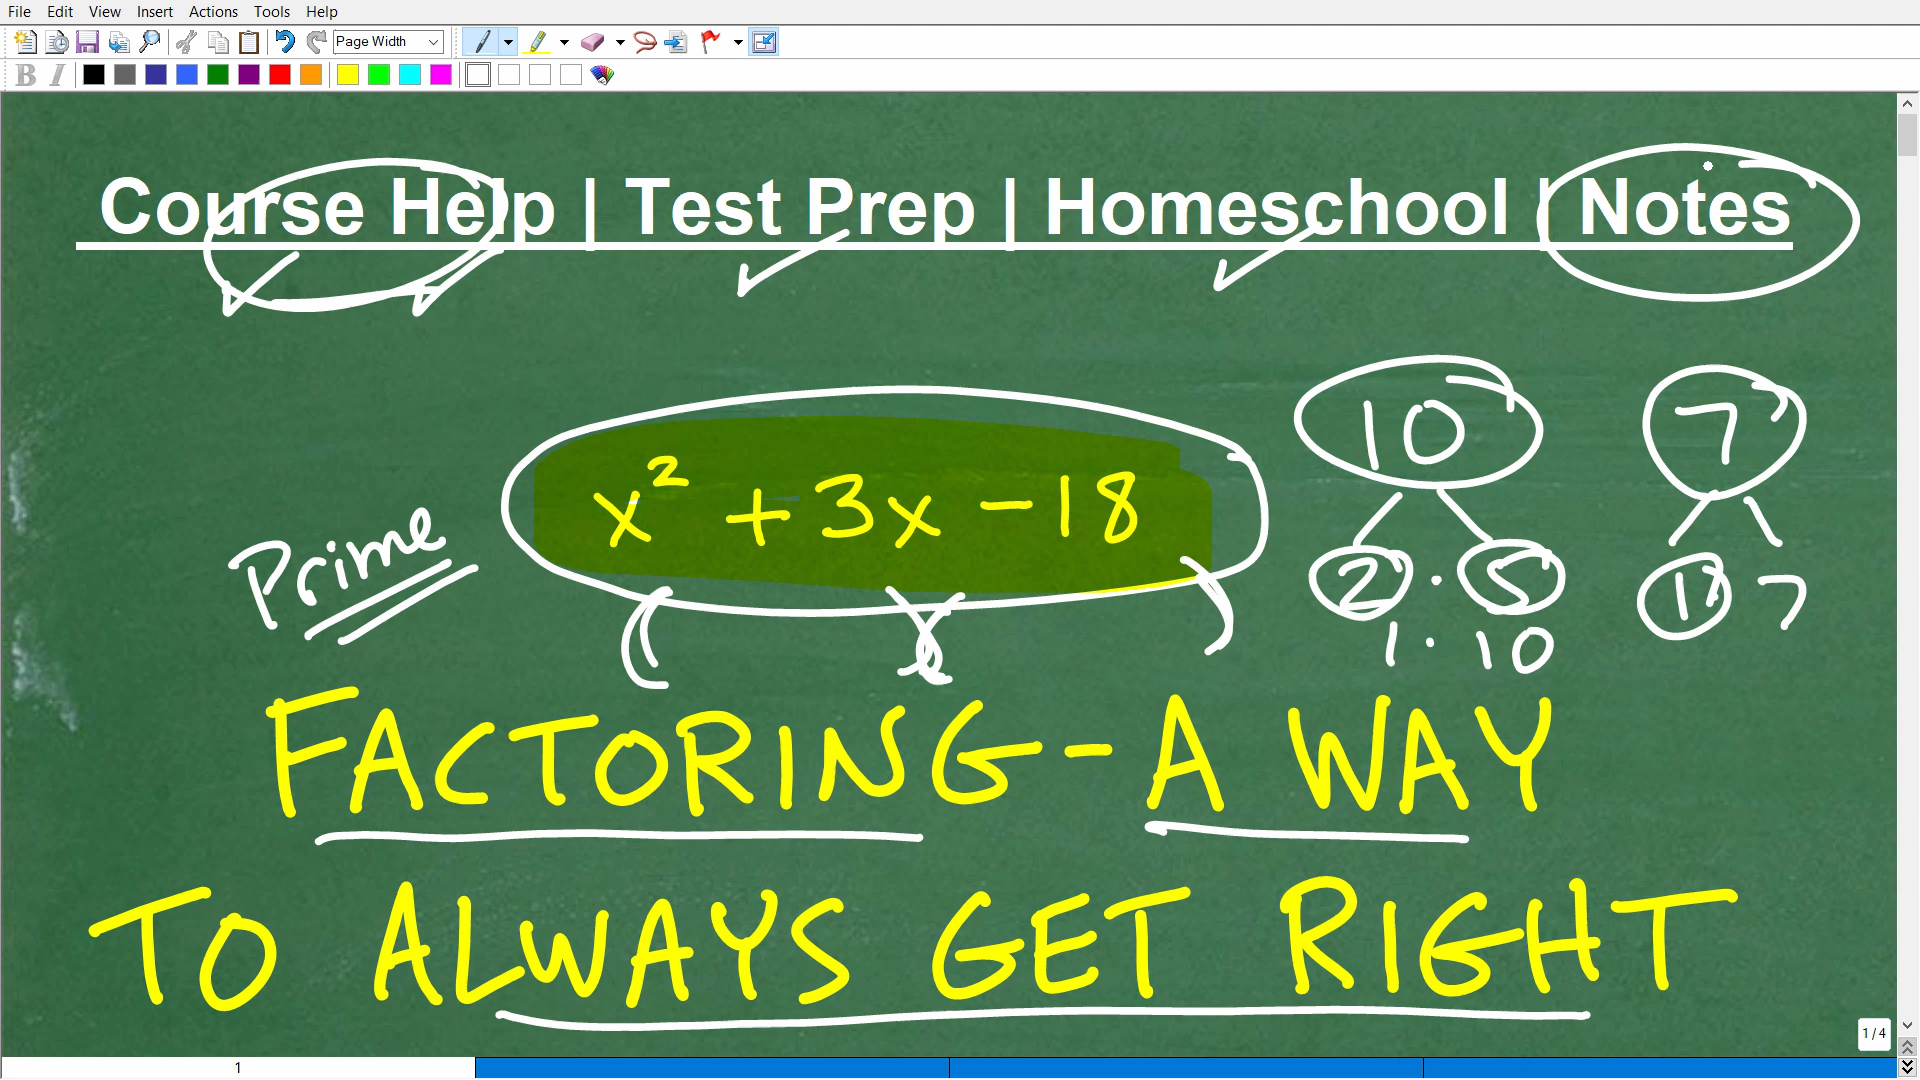 File Edit View Insert Actions Tools Help
Page Width
B I
Course Help | Test Prep | Homeschool | Notes
10 7
x² + 3x - 18
Prime
2 · 5 1 7
1 · 10
( ) ( )
FACTORING - A WAY
TO ALWAYS GET RIGHT
1 / 4
1